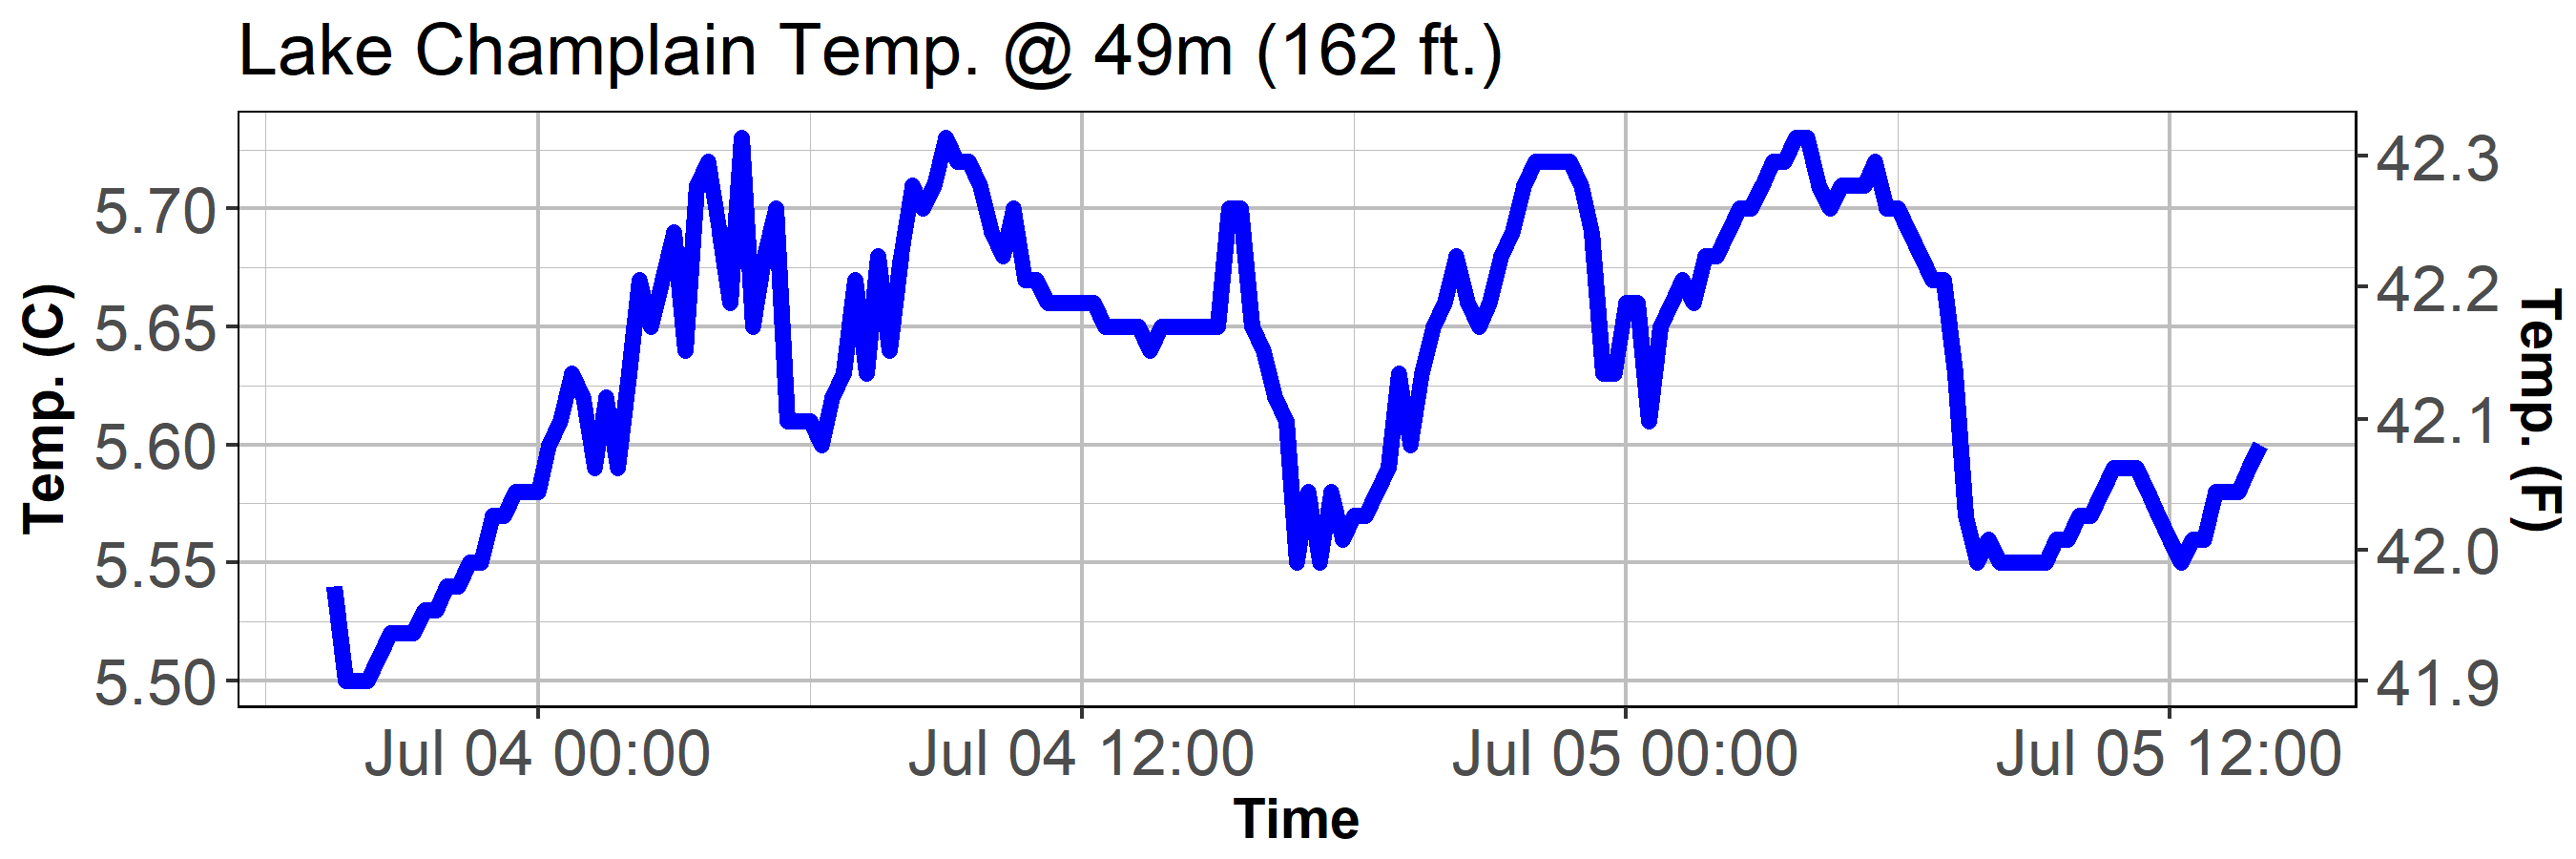 Lake Champlain Temp. @ 49m (162 ft.)
Temp. (C)
5.70
5.65
5.60
5.55
5.50
42.3
42.2
42.1
42.0
41.9
Temp. (F)
Jul 04 00:00 Jul 04 12:00 Jul 05 00:00 Jul 05 12:00
Time